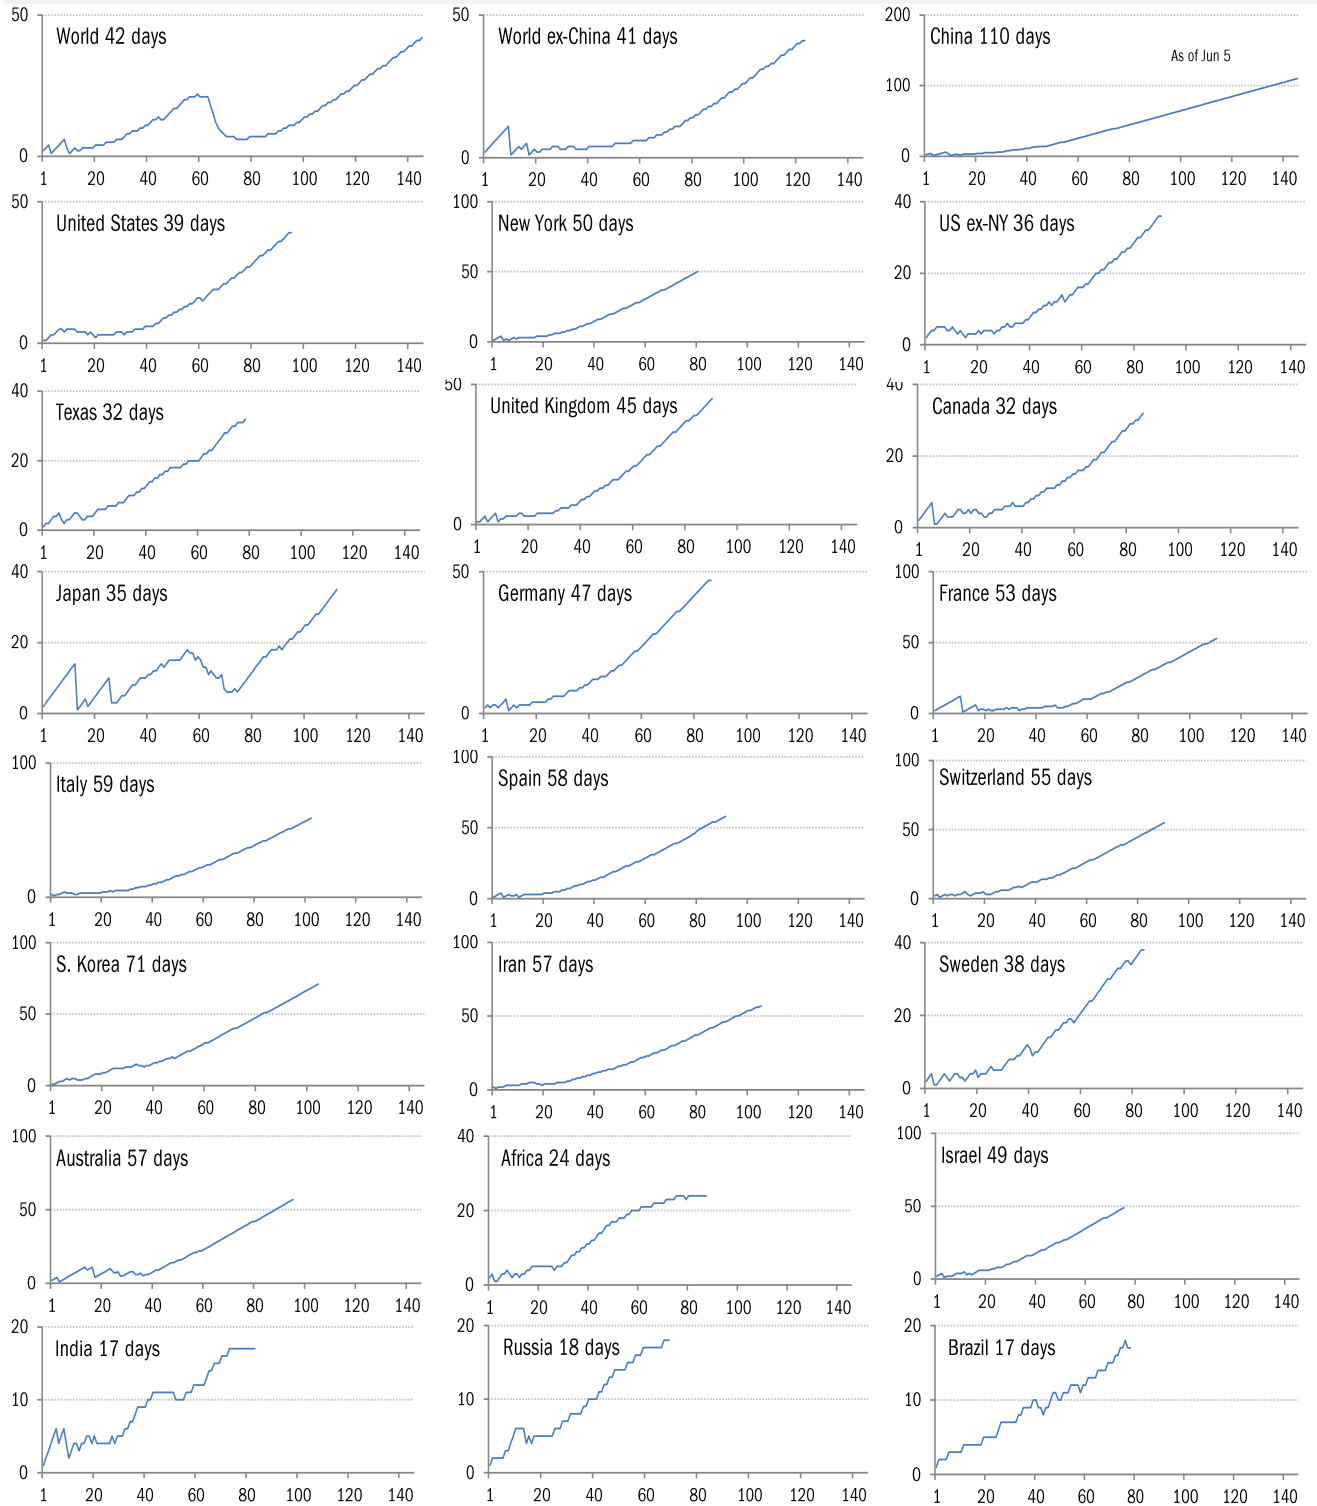 50
World 42 days
0
1 20 40 60 80 100 120 140
50
World ex-China 41 days
0
1 20 40 60 80 100 120 140
200
China 110 days
As of Jun 5
100
0
1 20 40 60 80 100 120 140
50
United States 39 days
0
1 20 40 60 80 100 120 140
100
New York 50 days
50
0
1 20 40 60 80 100 120 140
40
US ex-NY 36 days
20
0
1 20 40 60 80 100 120 140
40
Texas 32 days
20
0
1 20 40 60 80 100 120 140
50
United Kingdom 45 days
0
1 20 40 60 80 100 120 140
40
Canada 32 days
20
0
1 20 40 60 80 100 120 140
40
Japan 35 days
20
0
1 20 40 60 80 100 120 140
50
Germany 47 days
0
1 20 40 60 80 100 120 140
100
France 53 days
50
0
1 20 40 60 80 100 120 140
100
Italy 59 days
0
1 20 40 60 80 100 120 140
100
Spain 58 days
50
0
1 20 40 60 80 100 120 140
100
Switzerland 55 days
50
0
1 20 40 60 80 100 120 140
100
S. Korea 71 days
50
0
1 20 40 60 80 100 120 140
100
Iran 57 days
50
0
1 20 40 60 80 100 120 140
40
Sweden 38 days
20
0
1 20 40 60 80 100 120 140
100
Australia 57 days
50
0
1 20 40 60 80 100 120 140
40
Africa 24 days
20
0
1 20 40 60 80 100 120 140
100
Israel 49 days
50
0
1 20 40 60 80 100 120 140
20
India 17 days
10
0
1 20 40 60 80 100 120 140
20
Russia 18 days
10
0
1 20 40 60 80 100 120 140
20
Brazil 17 days
10
0
1 20 40 60 80 100 120 140